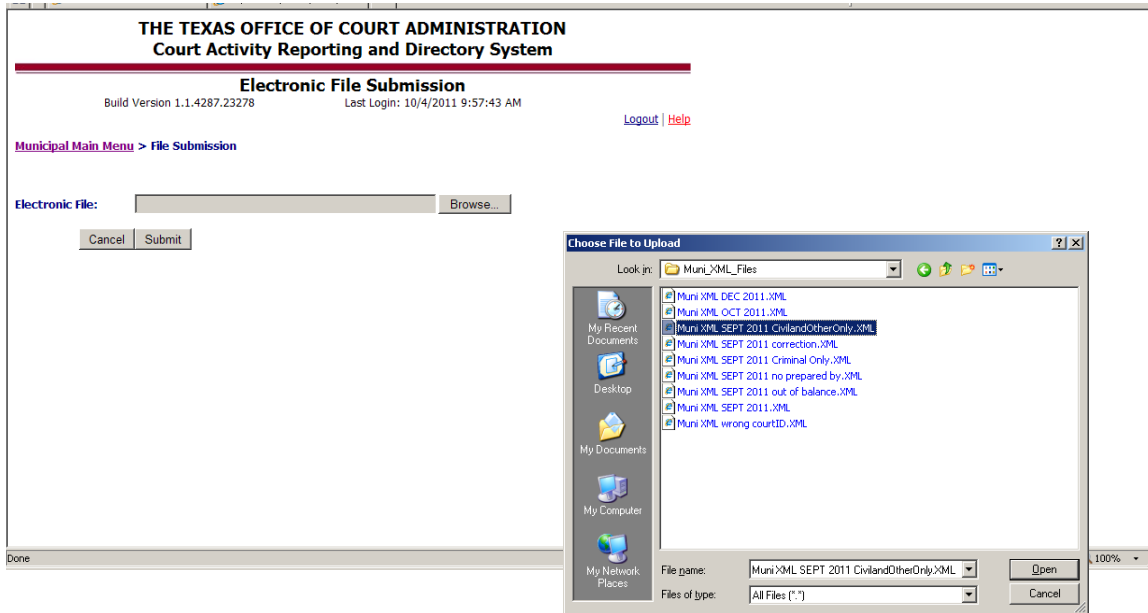 THE TEXAS OFFICE OF COURT ADMINISTRATION
Court Activity Reporting and Directory System
Electronic File Submission
Build Version 1.1.4287.23278 Last Login: 10/4/2011 9:57:43 AM
Logout | Help
Municipal Main Menu > File Submission
Electronic File: Browse...
Cancel Submit
Choose File to Upload
Look in: Muni_XML_Files
My Recent Documents
Desktop
My Documents
My Computer
My Network Places
Muni XML DEC 2011.XML
Muni XML OCT 2011.XML
Muni XML SEPT 2011 CivilandOtherOnly.XML
Muni XML SEPT 2011 correction.XML
Muni XML SEPT 2011 Criminal Only.XML
Muni XML SEPT 2011 no prepared by.XML
Muni XML SEPT 2011 out of balance.XML
Muni XML SEPT 2011.XML
Muni XML wrong courtID.XML
File name: Muni XML SEPT 2011 CivilandOtherOnly.XML Open
Files of type: All Files (*.*) Cancel
Done 100%